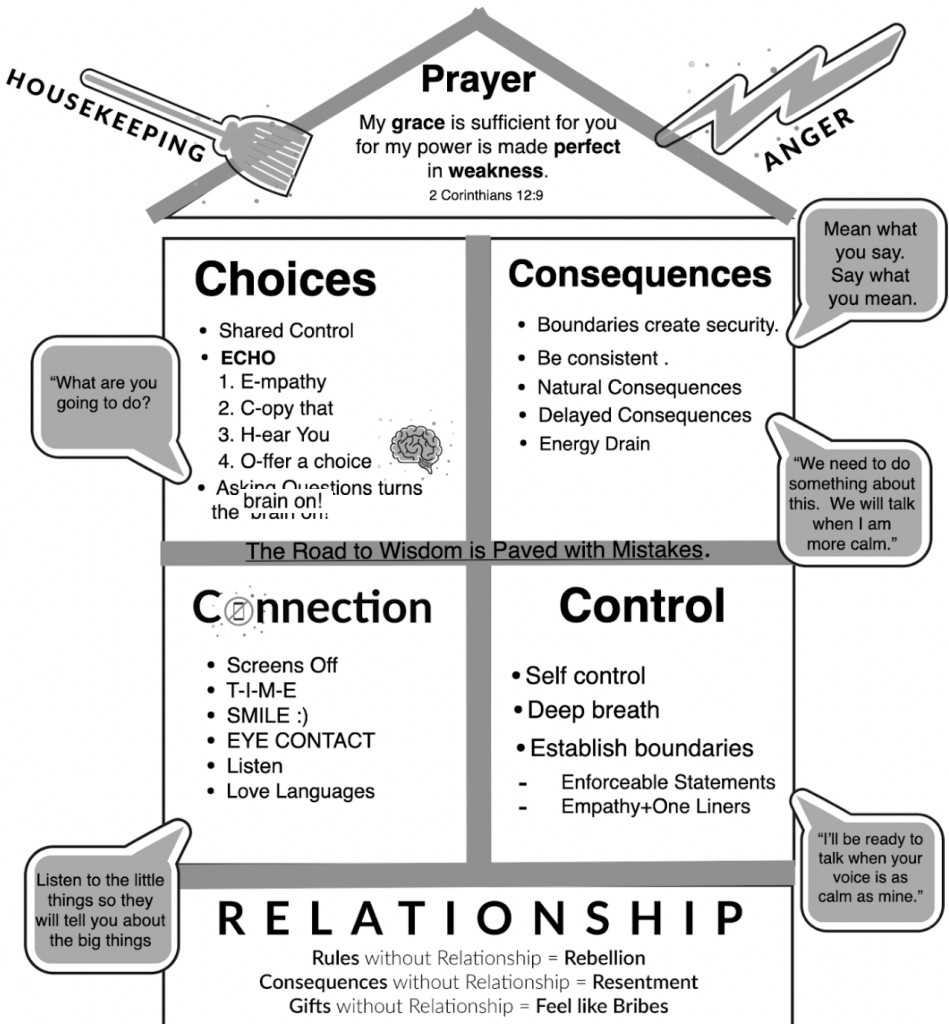 HOUSEKEEPING
ANGER
Prayer
My grace is sufficient for you
for my power is made perfect
in weakness.
2 Corinthians 12:9
Mean what
you say.
Say what
you mean.
Choices
• Shared Control
• ECHO
1. E-mpathy
2. C-opy that
3. H-ear You
4. O-ffer a choice
• Asking Questions turns
the brain on!
brain on!
"What are you
going to do?
Consequences
• Boundaries create security.
• Be consistent .
• Natural Consequences
• Delayed Consequences
• Energy Drain
"We need to do
something about
this. We will talk
when I am
more calm."
The Road to Wisdom is Paved with Mistakes.
Connection
• Screens Off
• T-I-M-E
• SMILE :)
• EYE CONTACT
• Listen
• Love Languages
Listen to the little
things so they
will tell you about
the big things
Control
• Self control
• Deep breath
• Establish boundaries
- Enforceable Statements
- Empathy+One Liners
"I'll be ready to
talk when your
voice is as
calm as mine."
RELATIONSHIP
Rules without Relationship = Rebellion
Consequences without Relationship = Resentment
Gifts without Relationship = Feel like Bribes